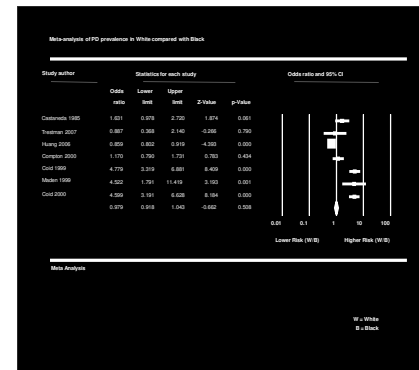 Meta-analysis of PD prevalence in White compared with Black
Study author Statistics for each study Odds ratio and 95% CI
Odds Lower Upper
ratio limit limit Z-Value p-Value
Castaneda 1985 1.631 0.978 2.720 1.874 0.061
Trestman 2007 0.887 0.368 2.140 -0.266 0.790
Huang 2006 0.859 0.802 0.919 -4.393 0.000
Compton 2000 1.170 0.790 1.731 0.783 0.434
Coid 1999 4.779 3.319 6.881 8.409 0.000
Maden 1999 4.522 1.791 11.419 3.193 0.001
Coid 2000 4.599 3.191 6.628 8.184 0.000
0.979 0.918 1.043 -0.662 0.508
0.01 0.1 1 10 100
Lower Risk (W/B) Higher Risk (W/B)
Meta Analysis
W = White
B = Black